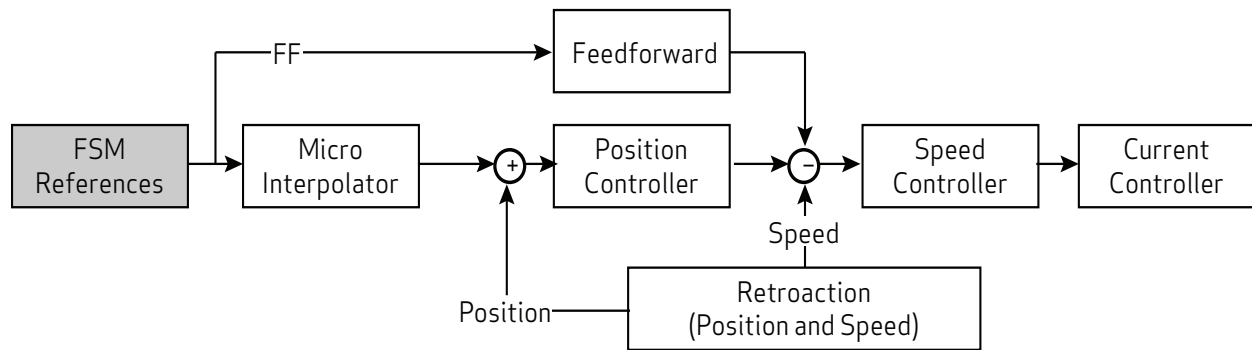 FF
Feedforward
FSM
References
Micro
Interpolator
+
Position
Controller
−
Speed
Controller
Current
Controller
Speed
Position
Retroaction
(Position and Speed)